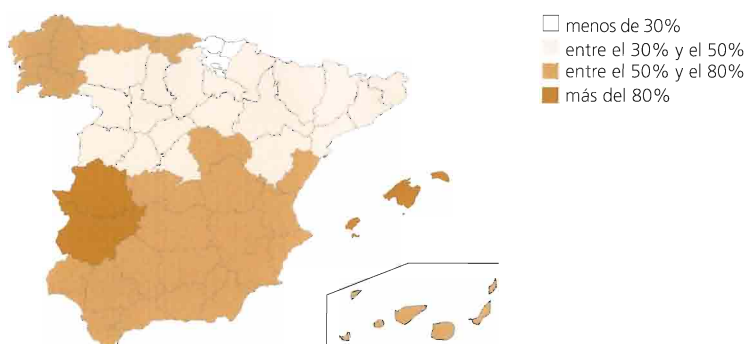 menos de 30%
entre el 30% y el 50%
entre el 50% y el 80%
más del 80%